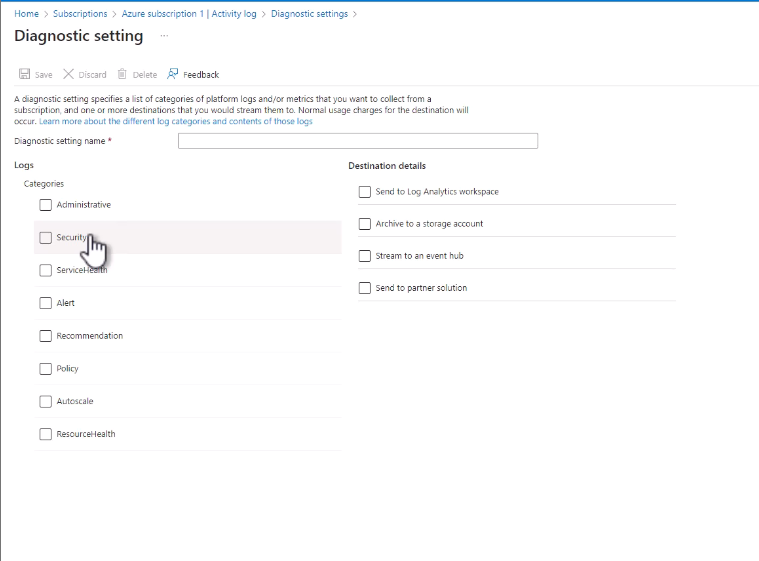 Home > Subscriptions > Azure subscription 1 | Activity log > Diagnostic settings >
Diagnostic setting ...
Save Discard Delete Feedback
A diagnostic setting specifies a list of categories of platform logs and/or metrics that you want to collect from a
subscription, and one or more destinations that you would stream them to. Normal usage charges for the destination will
occur. Learn more about the different log categories and contents of those logs
Diagnostic setting name *
Logs
Categories
Administrative
Security
ServiceHealth
Alert
Recommendation
Policy
Autoscale
ResourceHealth
Destination details
Send to Log Analytics workspace
Archive to a storage account
Stream to an event hub
Send to partner solution